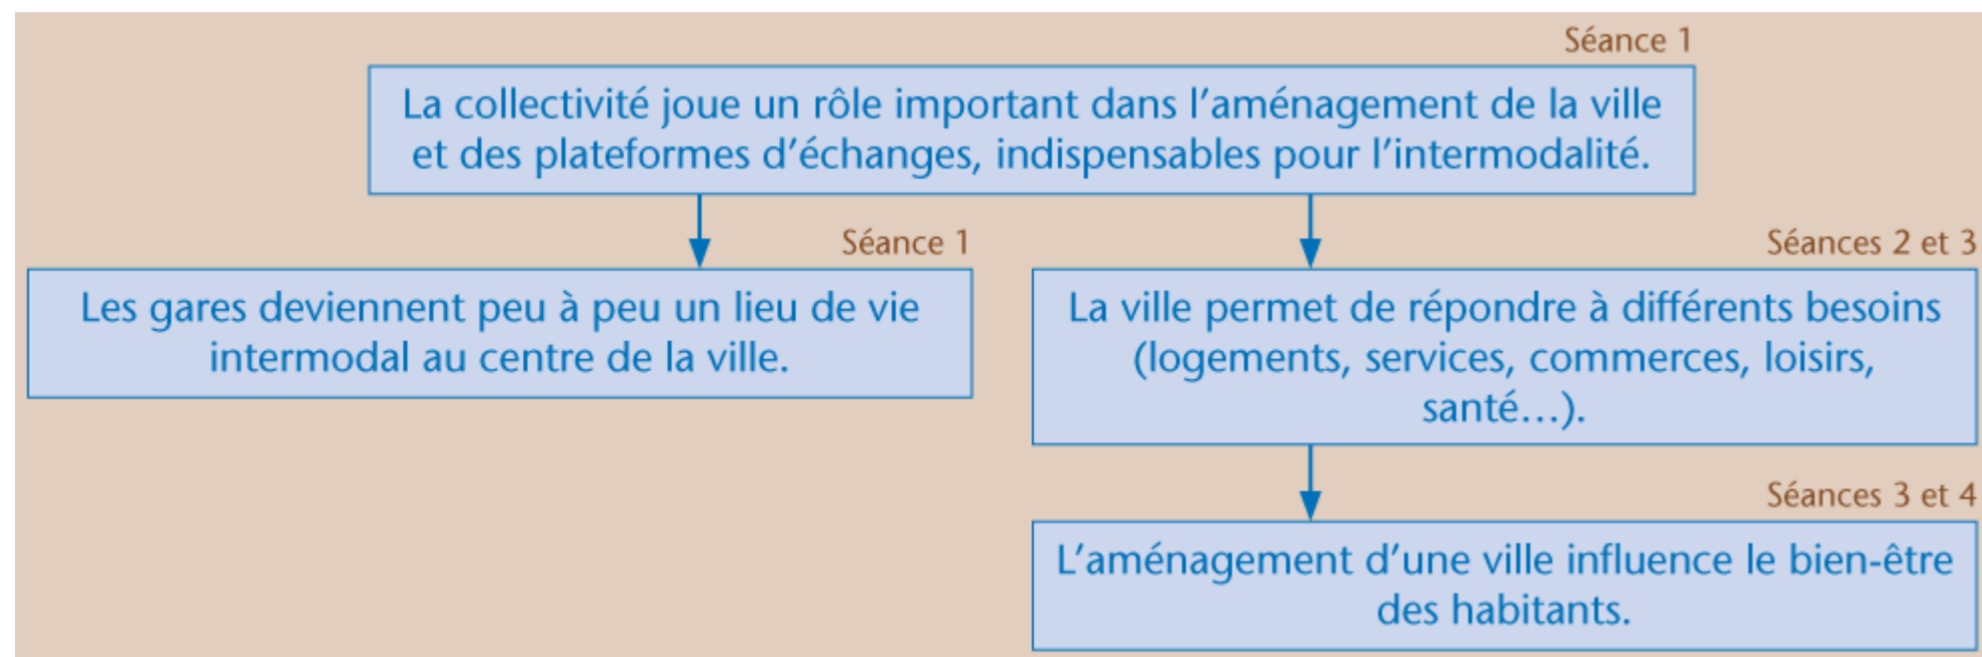 Séance 1
La collectivité joue un rôle important dans l’aménagement de la ville
et des plateformes d’échanges, indispensables pour l’intermodalité.
Séance 1
Les gares deviennent peu à peu un lieu de vie
intermodal au centre de la ville.
Séances 2 et 3
La ville permet de répondre à différents besoins
(logements, services, commerces, loisirs,
santé…).
Séances 3 et 4
L’aménagement d’une ville influence le bien-être
des habitants.